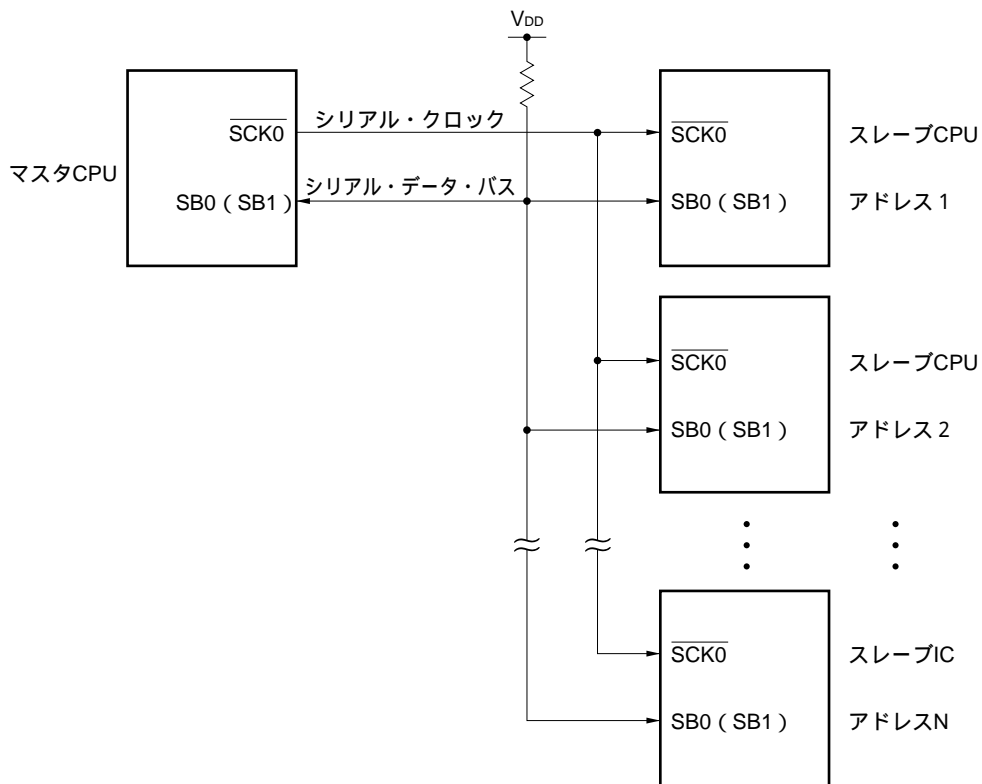 VDD
SCK0
シリアル・クロック
SCK0
スレーブCPU
マスタCPU
SB0 ( SB1 )
シリアル・データ・バス
SB0 ( SB1 )
アドレス 1
SCK0
スレーブCPU
SB0 ( SB1 )
アドレス 2
SCK0
スレーブIC
SB0 ( SB1 )
アドレスN